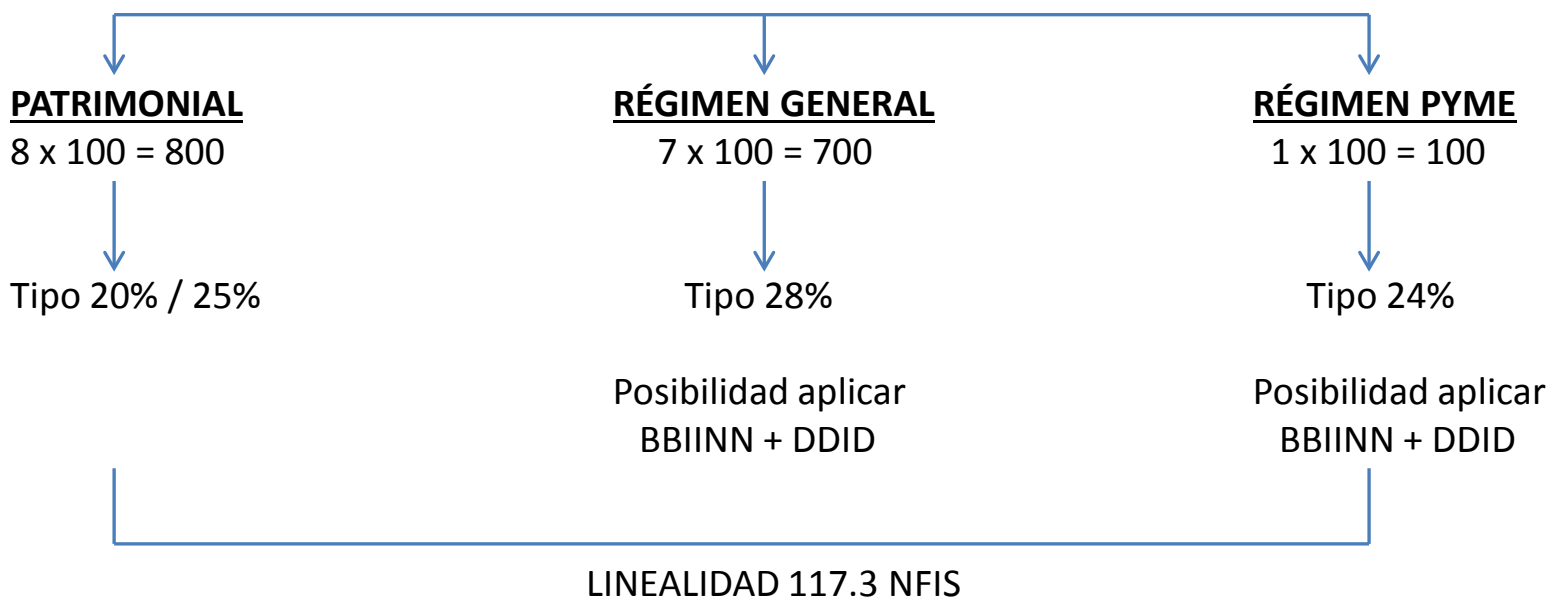 PATRIMONIAL
8 x 100 = 800
Tipo 20% / 25%
RÉGIMEN GENERAL
7 x 100 = 700
Tipo 28%
Posibilidad aplicar
BBIINN + DDID
RÉGIMEN PYME
1 x 100 = 100
Tipo 24%
Posibilidad aplicar
BBIINN + DDID
LINEALIDAD 117.3 NFIS